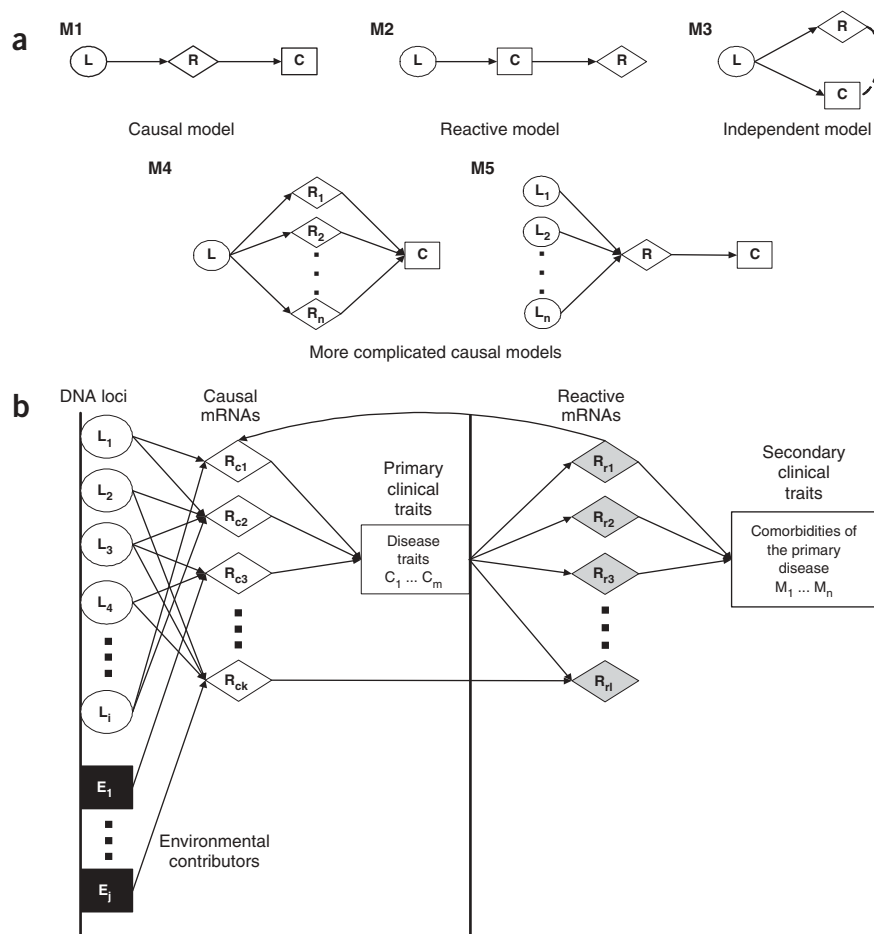 a
M1
L
R
C
Causal model
M2
L
C
R
Reactive model
M3
L
R
C
Independent model
M4
L
R1
R2
Rn
C
M5
L1
L2
Ln
R
C
More complicated causal models
b
DNA loci
Causal
mRNAs
Reactive
mRNAs
L1
L2
L3
L4
Li
E1
Ej
Rc1
Rc2
Rc3
Rck
Environmental
contributors
Primary
clinical
traits
Disease
traits
C1 ... Cm
Rr1
Rr2
Rr3
Rrl
Secondary
clinical
traits
Comorbidities of
the primary
disease
M1 ... Mn